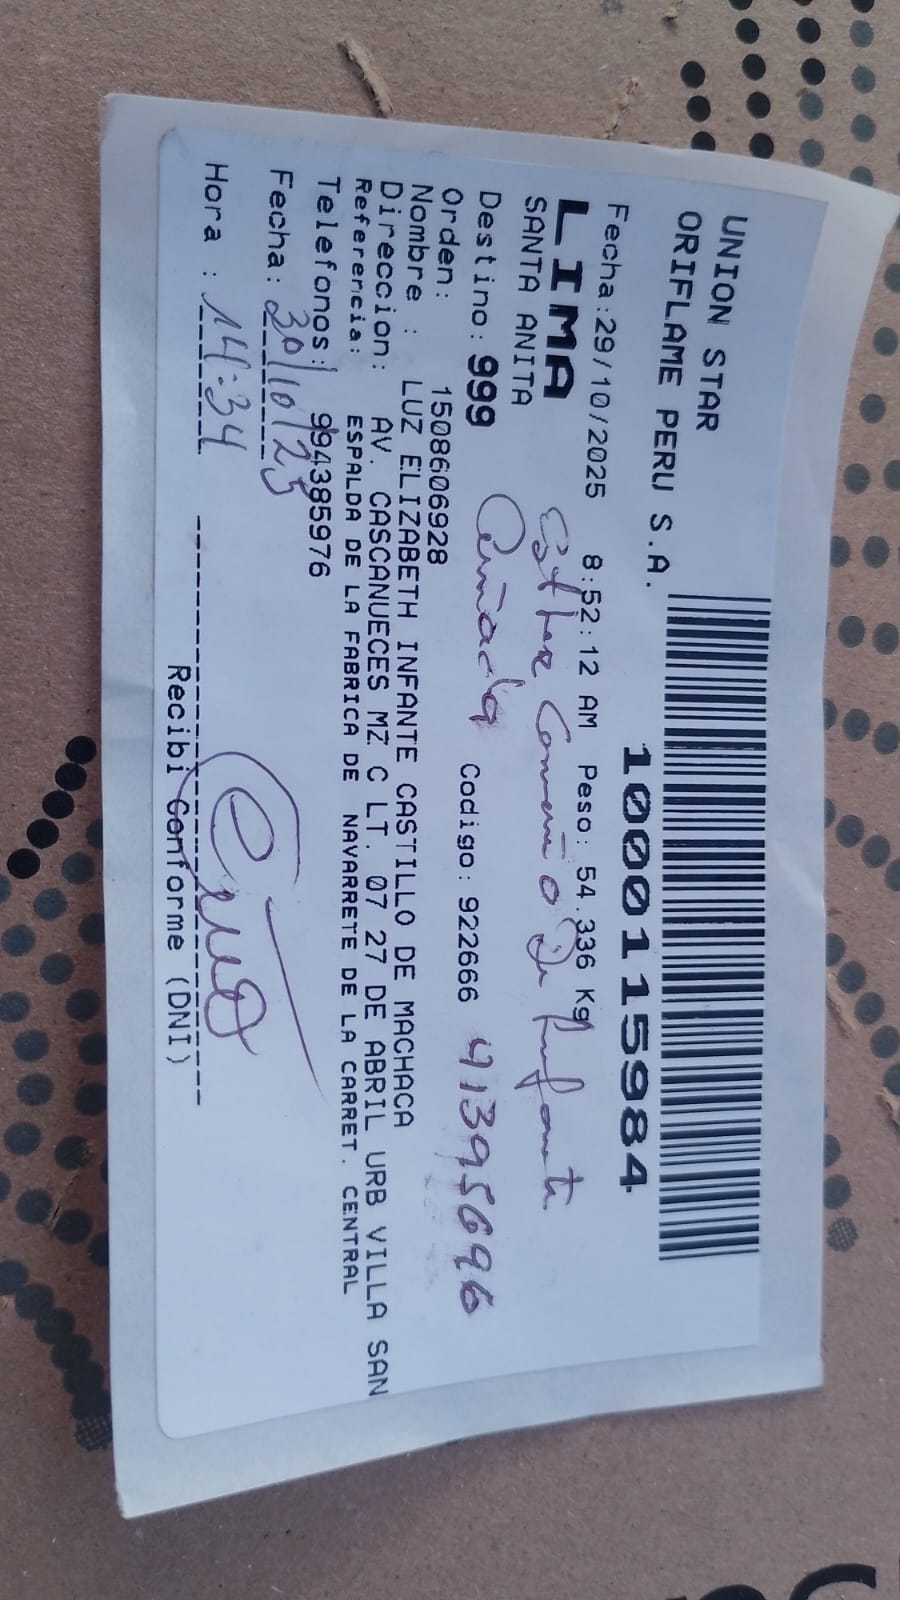 UNION STAR
ORIFLAME PERU S.A.
10001115984
Fecha:29/10/2025 8:52:12 AM Peso: 54.336 Kg
LIMA
SANTA ANITA
Destino: 999 Codigo: 922666 41395696
Orden: 1508606928
Nombre : LUZ ELIZABETH INFANTE CASTILLO DE MACHACA
Direccion: AV. CASCANUECES MZ C LT. 07 27 DE ABRIL URB VILLA SAN
Referencia: ESPALDA DE LA FABRICA DE NAVARRETE DE LA CARRET. CENTRAL
Telefonos: 994385976
Fecha: 30/10/25
Hora : 14:34
Recibi Conforme (DNI)